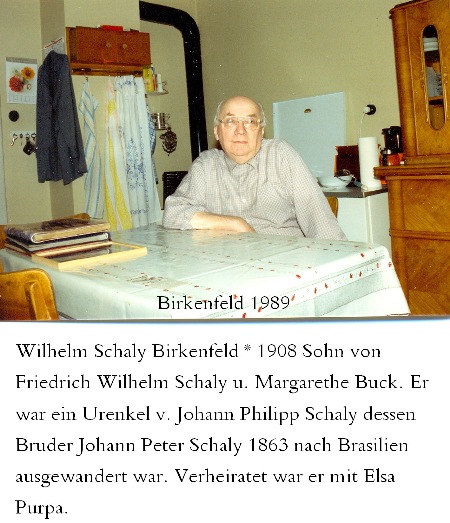 Birkenfeld 1989
Wilhelm Schaly Birkenfeld * 1908 Sohn von
Friedrich Wilhelm Schaly u. Margarethe Buck. Er
war ein Urenkel v. Johann Philipp Schaly dessen
Bruder Johann Peter Schaly 1863 nach Brasilien
ausgewandert war. Verheiratet war er mit Elsa
Purpa.